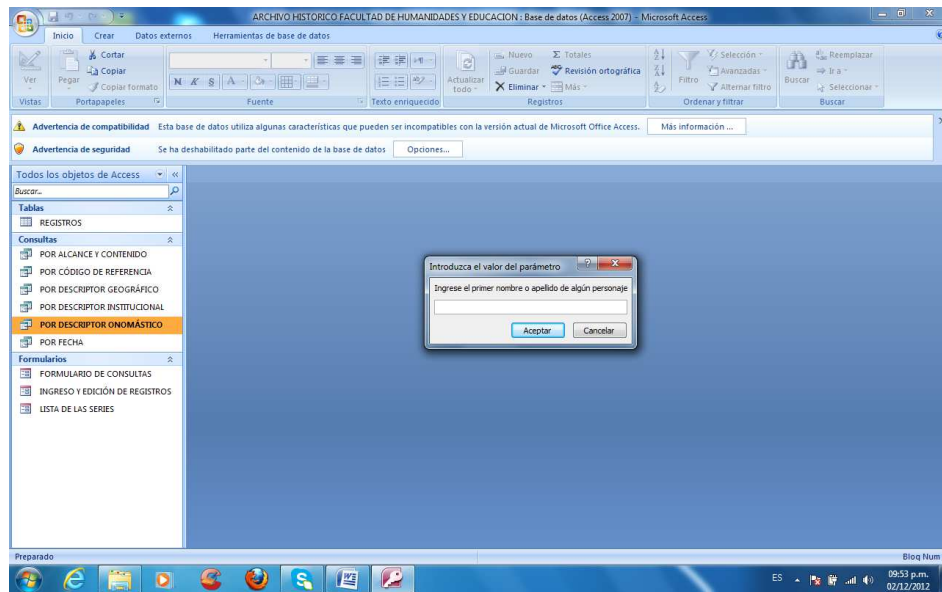 ARCHIVO HISTORICO FACULTAD DE HUMANIDADES Y EDUCACION : Base de datos (Access 2007) - Microsoft Access
Inicio Crear Datos externos Herramientas de base de datos
Ver
Vistas
Pegar
Cortar
Copiar
Copiar formato
Portapapeles
N K S A
Fuente
Texto enriquecido
Actualizar todo
Nuevo
Guardar
Eliminar
Totales
Revisión ortográfica
Más
Registros
Filtro
Selección
Avanzadas
Alternar filtro
Ordenar y filtrar
Buscar
Reemplazar
Ir a
Seleccionar
Buscar
Advertencia de compatibilidad Esta base de datos utiliza algunas características que pueden ser incompatibles con la versión actual de Microsoft Office Access. Más información ...
Advertencia de seguridad Se ha deshabilitado parte del contenido de la base de datos Opciones...
Todos los objetos de Access
Buscar...
Tablas
REGISTROS
Consultas
POR ALCANCE Y CONTENIDO
POR CÓDIGO DE REFERENCIA
POR DESCRIPTOR GEOGRÁFICO
POR DESCRIPTOR INSTITUCIONAL
POR DESCRIPTOR ONOMÁSTICO
POR FECHA
Formularios
FORMULARIO DE CONSULTAS
INGRESO Y EDICIÓN DE REGISTROS
LISTA DE LAS SERIES
Introduzca el valor del parámetro
Ingrese el primer nombre o apellido de algún personaje
Aceptar Cancelar
Preparado
Bloq Num
ES
09:53 p.m.
02/12/2012